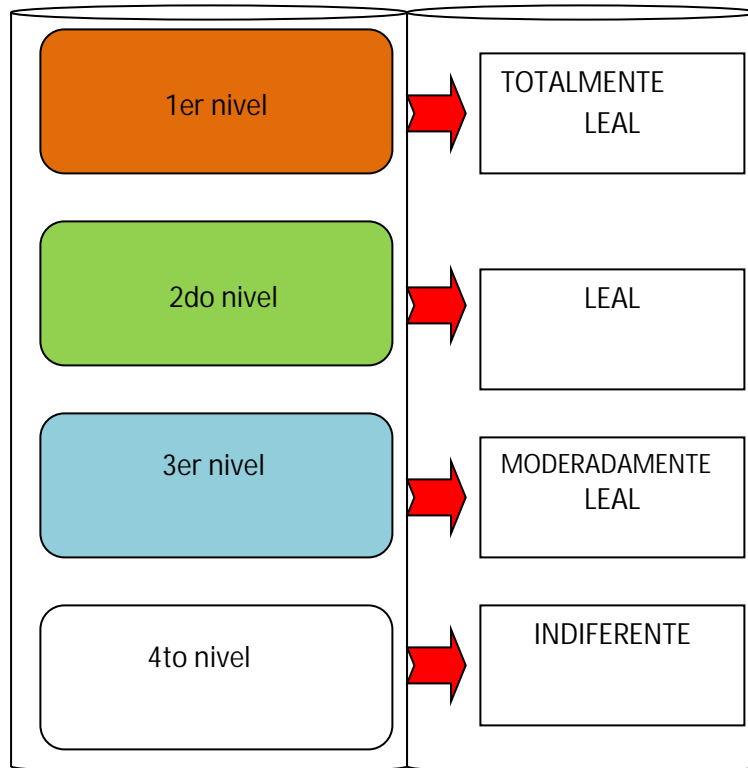 1er nivel
TOTALMENTE
LEAL
2do nivel
LEAL
3er nivel
MODERADAMENTE
LEAL
4to nivel
INDIFERENTE